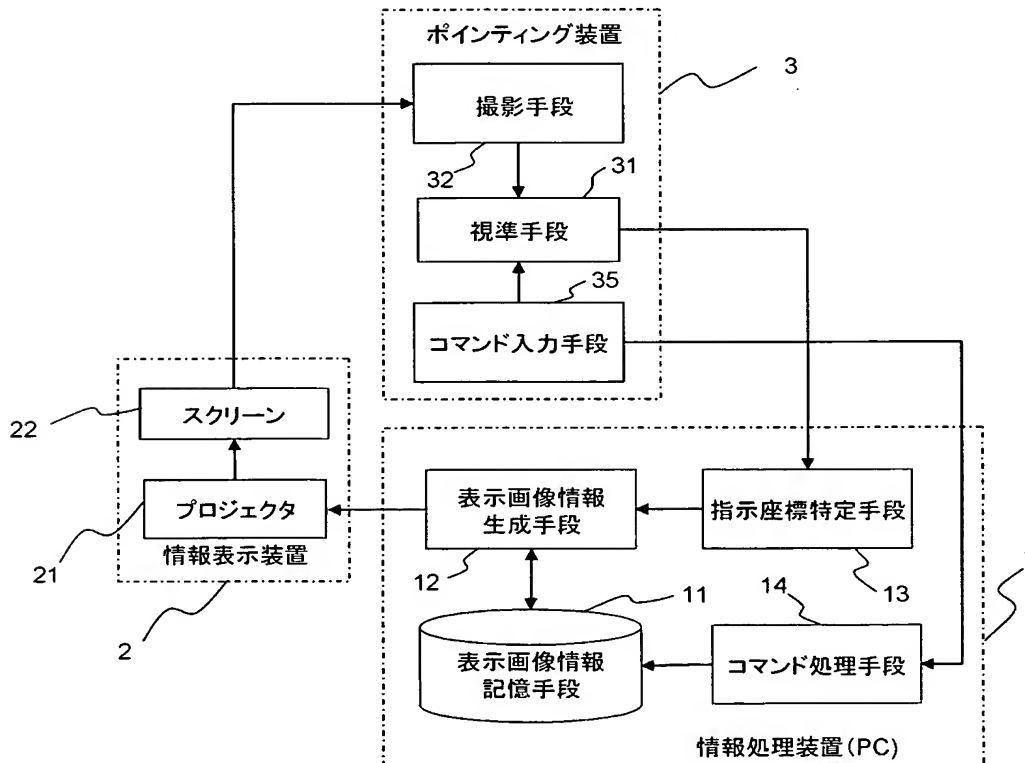 ポインティング装置
3
撮影手段
32
31
視準手段
35
コマンド入力手段
スクリーン
22
プロジェクタ
情報表示装置
21
2
表示画像情報
生成手段
12
指示座標特定手段
13
11
14
表示画像情報
記憶手段
コマンド処理手段
情報処理装置(PC)